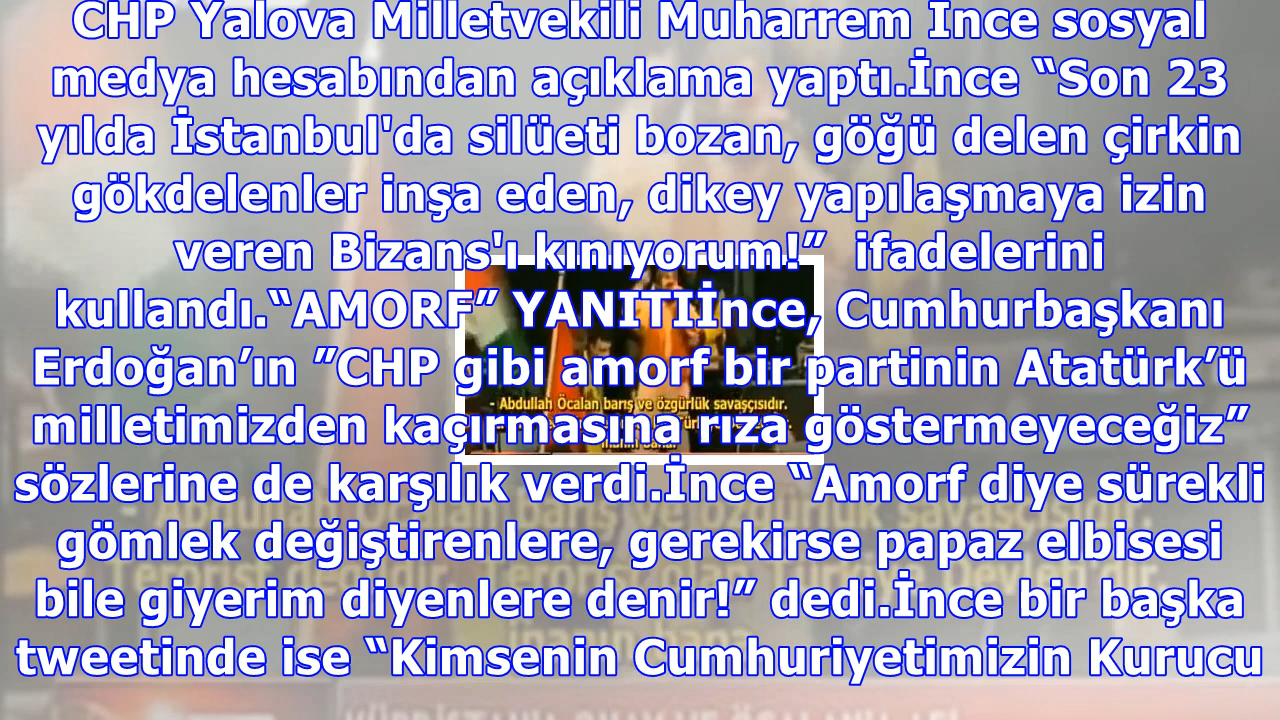 CHP Yalova Milletvekili Muharrem İnce sosyal
medya hesabından açıklama yaptı.İnce “Son 23
yılda İstanbul'da silüeti bozan, göğü delen çirkin
gökdelenler inşa eden, dikey yapılaşmaya izin
veren Bizans'ı kınıyorum!” ifadelerini
kullandı.“AMORF” YANITIİnce, Cumhurbaşkanı
Erdoğan’ın ”CHP gibi amorf bir partinin Atatürk’ü
- Abdullah Öcalan barış ve özgürlük savaşçısıdır.
milletimizden kaçırmasına rıza göstermeyeceğiz”
sözlerine de karşılık verdi.İnce “Amorf diye sürekli
gömlek değiştirenlere, gerekirse papaz elbisesi
bile giyerim diyenlere denir!” dedi.İnce bir başka
tweetinde ise “Kimsenin Cumhuriyetimizin Kurucu